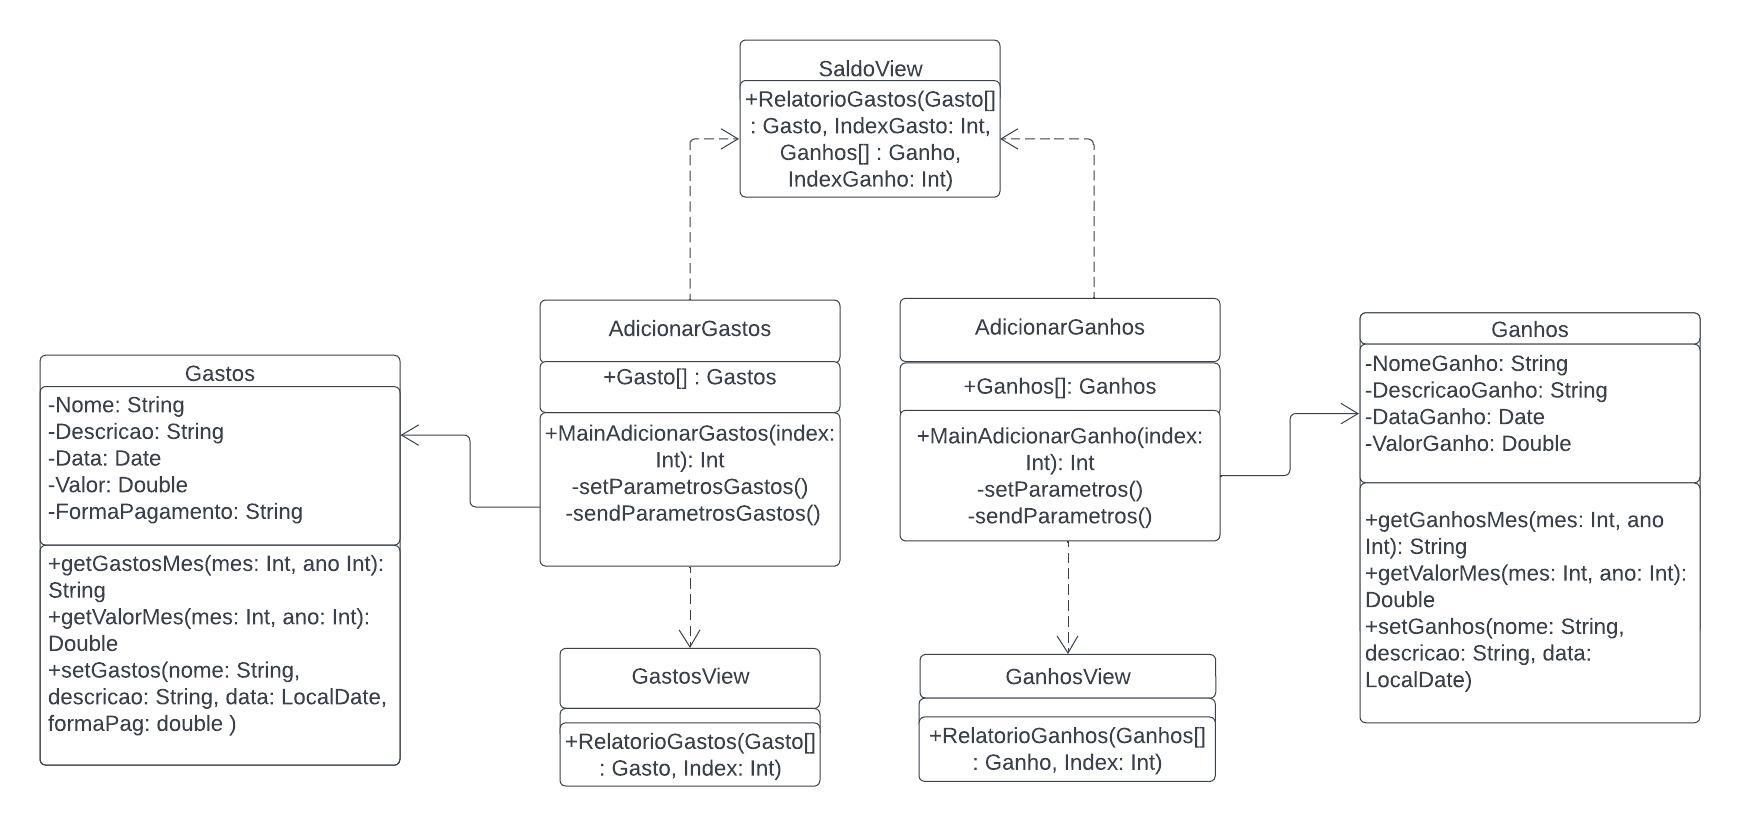 SaldoView
+RelatorioGastos(Gasto[]
: Gasto, IndexGasto: Int,
Ganhos[] : Ganho,
IndexGanho: Int)
Gastos
-Nome: String
-Descricao: String
-Data: Date
-Valor: Double
-FormaPagamento: String
+getGastosMes(mes: Int, ano Int):
String
+getValorMes(mes: Int, ano: Int):
Double
+setGastos(nome: String,
descricao: String, data: LocalDate,
formaPag: double )
AdicionarGastos
+Gasto[] : Gastos
+MainAdicionarGastos(index:
Int): Int
-setParametrosGastos()
-sendParametrosGastos()
AdicionarGanhos
+Ganhos[]: Ganhos
+MainAdicionarGanho(index:
Int): Int
-setParametros()
-sendParametros()
Ganhos
-NomeGanho: String
-DescricaoGanho: String
-DataGanho: Date
-ValorGanho: Double
+getGanhosMes(mes: Int, ano
Int): String
+getValorMes(mes: Int, ano: Int):
Double
+setGanhos(nome: String,
descricao: String, data:
LocalDate)
GastosView
+RelatorioGastos(Gasto[]
: Gasto, Index: Int)
GanhosView
+RelatorioGanhos(Ganhos[]
: Ganho, Index: Int)